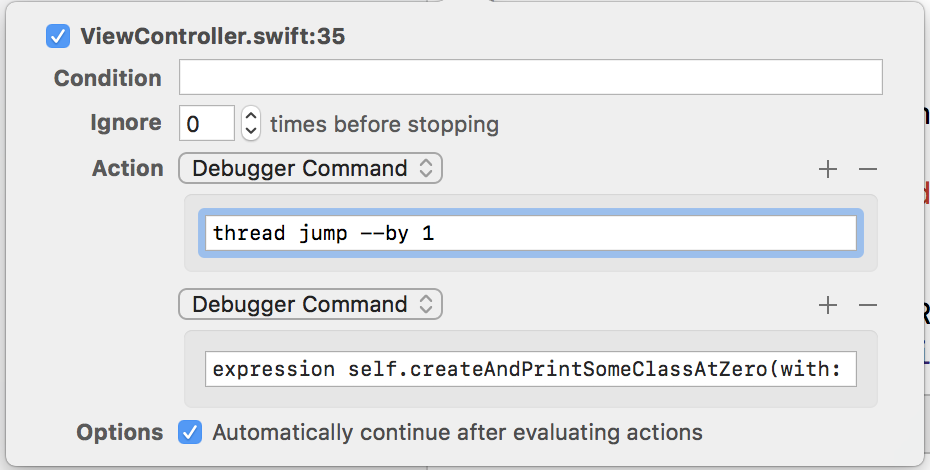 ViewController.swift:35
Condition
Ignore 0 times before stopping
Action Debugger Command
thread jump --by 1
Debugger Command
expression self.createAndPrintSomeClassAtZero(with:
Options Automatically continue after evaluating actions